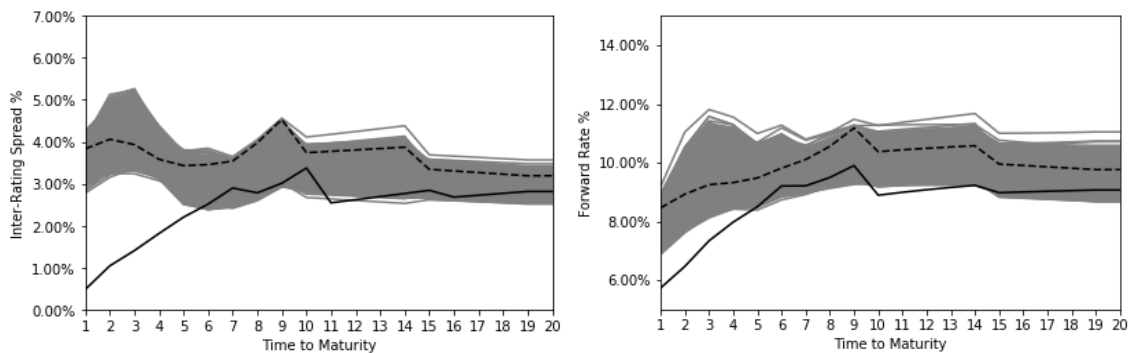 7.00%
6.00%
5.00%
4.00%
3.00%
2.00%
1.00%
0.00%
Inter-Rating Spread %
1 2 3 4 5 6 7 8 9 10 11 12 13 14 15 16 17 18 19 20
Time to Maturity
14.00%
12.00%
10.00%
8.00%
6.00%
Forward Rate %
1 2 3 4 5 6 7 8 9 10 11 12 13 14 15 16 17 18 19 20
Time to Maturity